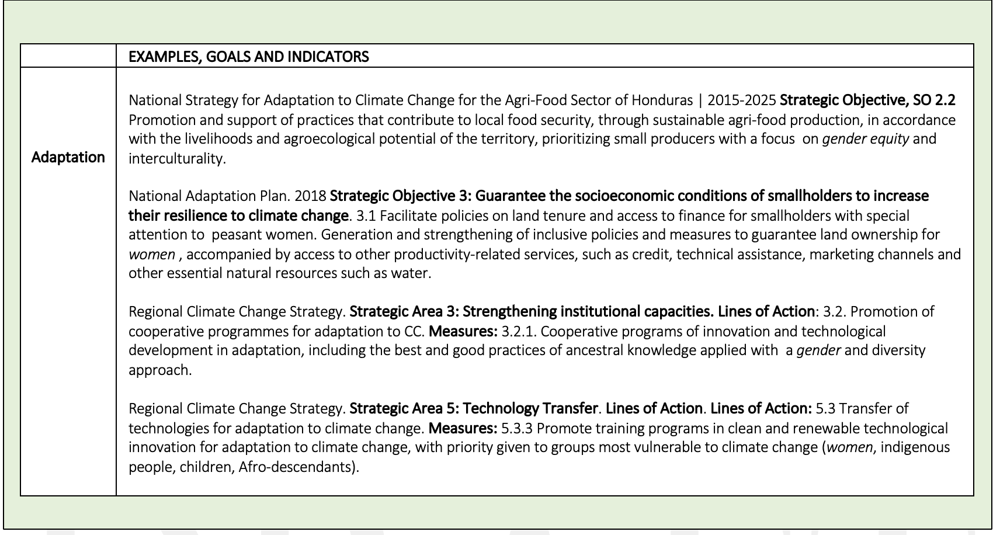 EXAMPLES, GOALS AND INDICATORS
Adaptation
National Strategy for Adaptation to Climate Change for the Agri-Food Sector of Honduras | 2015-2025 Strategic Objective, SO 2.2
Promotion and support of practices that contribute to local food security, through sustainable agri-food production, in accordance
with the livelihoods and agroecological potential of the territory, prioritizing small producers with a focus on gender equity and
interculturality.
National Adaptation Plan. 2018 Strategic Objective 3: Guarantee the socioeconomic conditions of smallholders to increase
their resilience to climate change. 3.1 Facilitate policies on land tenure and access to finance for smallholders with special
attention to peasant women. Generation and strengthening of inclusive policies and measures to guarantee land ownership for
women , accompanied by access to other productivity-related services, such as credit, technical assistance, marketing channels and
other essential natural resources such as water.
Regional Climate Change Strategy. Strategic Area 3: Strengthening institutional capacities. Lines of Action: 3.2. Promotion of
cooperative programmes for adaptation to CC. Measures: 3.2.1. Cooperative programs of innovation and technological
development in adaptation, including the best and good practices of ancestral knowledge applied with a gender and diversity
approach.
Regional Climate Change Strategy. Strategic Area 5: Technology Transfer. Lines of Action. Lines of Action: 5.3 Transfer of
technologies for adaptation to climate change. Measures: 5.3.3 Promote training programs in clean and renewable technological
innovation for adaptation to climate change, with priority given to groups most vulnerable to climate change (women, indigenous
people, children, Afro-descendants).